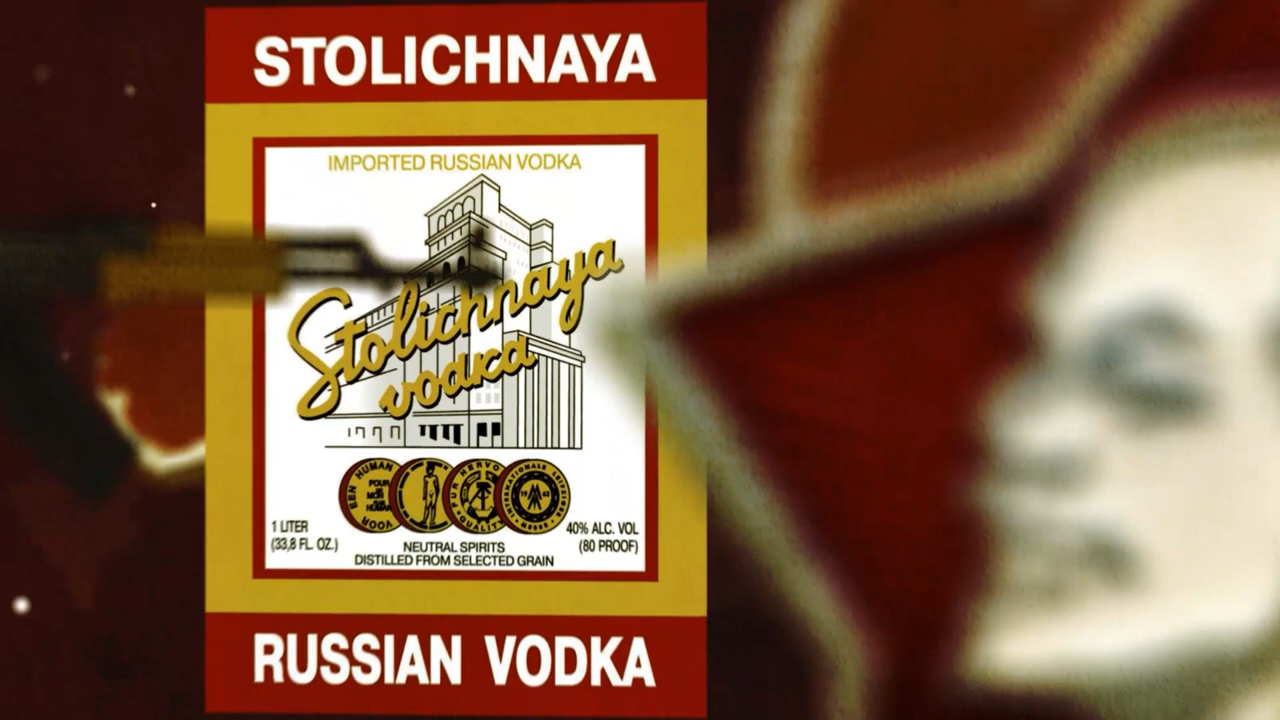 STOLICHNAYA
IMPORTED RUSSIAN VODKA
Stolichnaya
vodka
1 LITER
(33,8 FL. OZ.)
40% ALC. VOL
(80 PROOF)
NEUTRAL SPIRITS
DISTILLED FROM SELECTED GRAIN
RUSSIAN VODKA